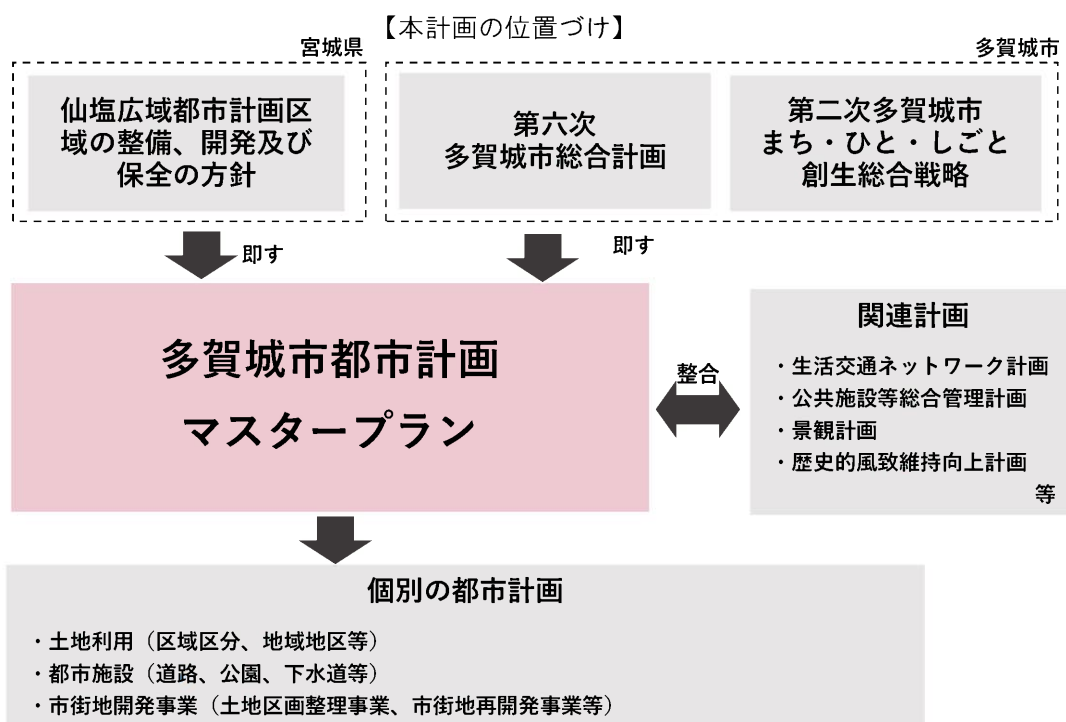 【本計画の位置づけ】
宮城県
多賀城市
仙塩広域都市計画区
域の整備、開発及び
保全の方針
第六次
多賀城市総合計画
第二次多賀城市
まち・ひと・しごと
創生総合戦略
即す
即す
多賀城市都市計画
マスタープラン
整合
関連計画
・生活交通ネットワーク計画
・公共施設等総合管理計画
・景観計画
・歴史的風致維持向上計画
等
個別の都市計画
・土地利用（区域区分、地域地区等）
・都市施設（道路、公園、下水道等）
・市街地開発事業（土地区画整理事業、市街地再開発事業等）